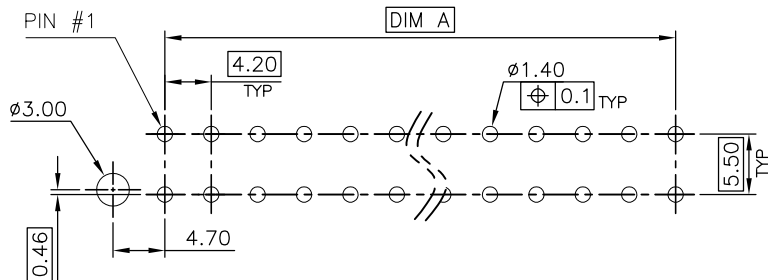 PIN #1
DIM A
4.20
TYP
ø1.40
⌖ 0.1 TYP
ø3.00
5.50
TYP
4.70
0.46